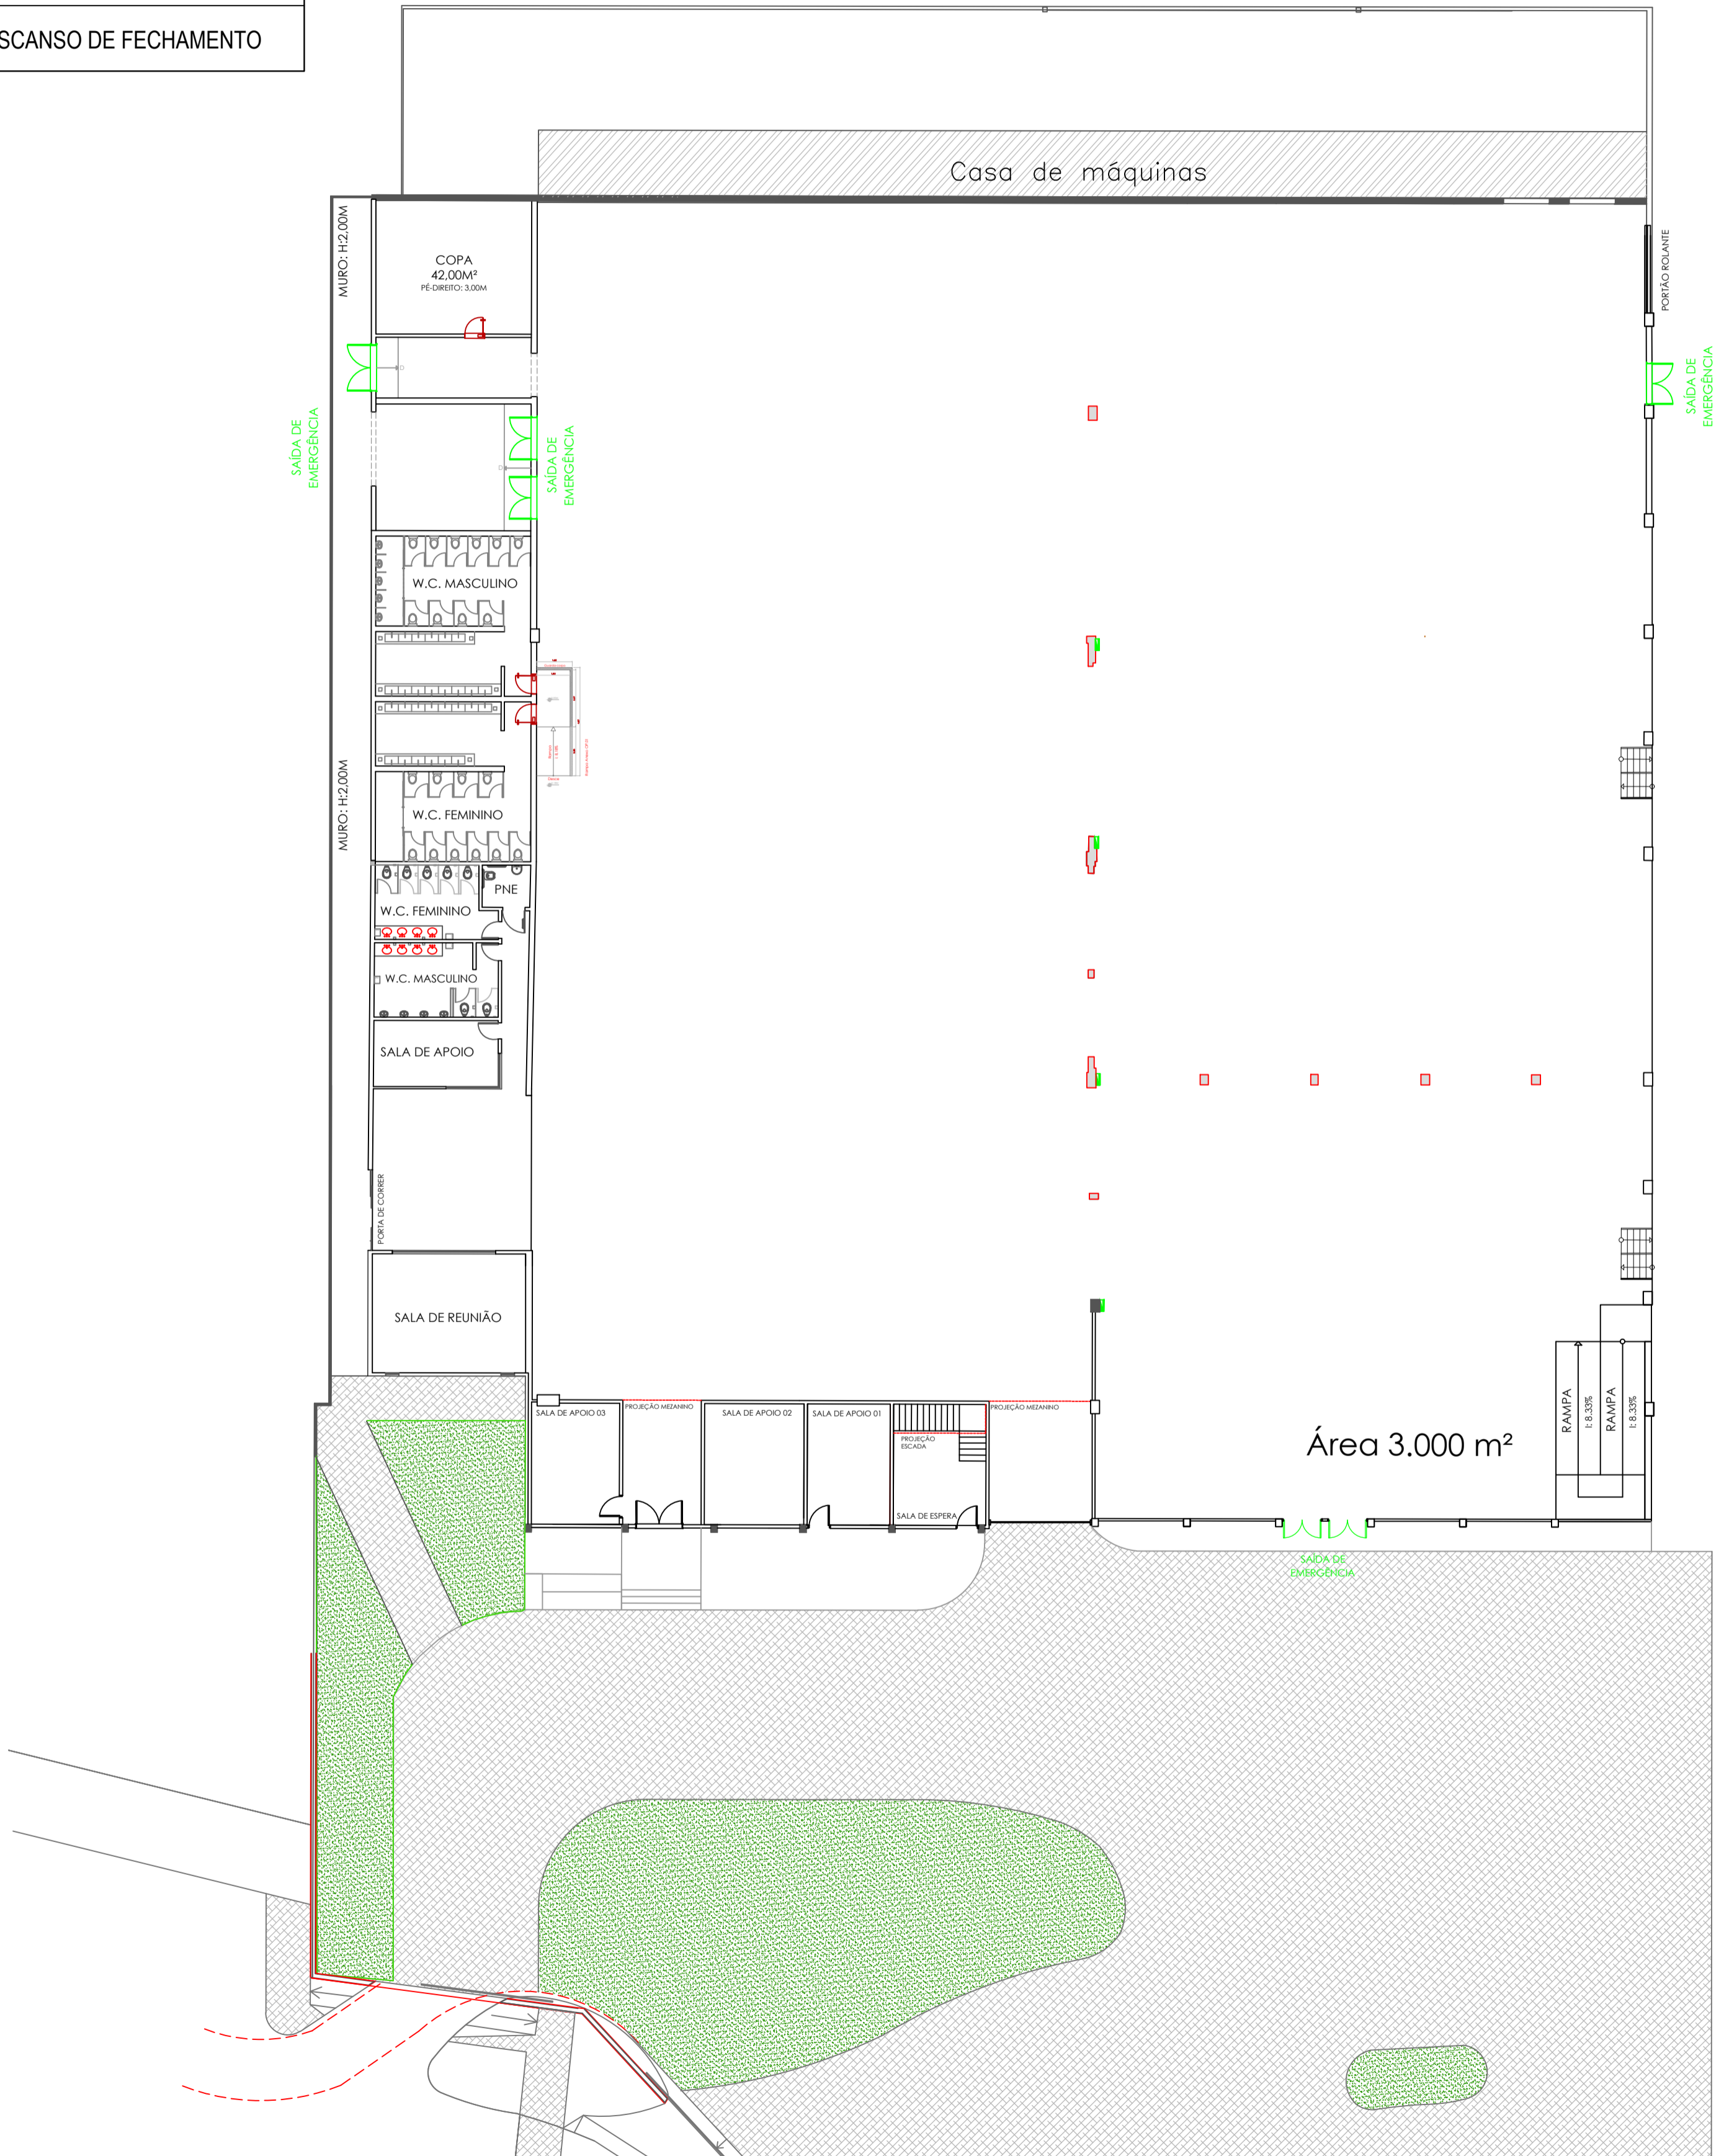 SCANSO DE FECHAMENTO
Casa de máquinas
MURO: H:2,00M
COPA
42,00M²
PÉ-DIREITO: 3,00M
PORTÃO ROLANTE
SAÍDA DE
EMERGÊNCIA
SAÍDA DE
EMERGÊNCIA
SAÍDA DE
EMERGÊNCIA
W.C. MASCULINO
MURO: H:2,00M
W.C. FEMININO
PNE
W.C. FEMININO
W.C. MASCULINO
SALA DE APOIO
PORTA DE CORRER
SALA DE REUNIÃO
SALA DE APOIO 03
PROJEÇÃO MEZANINO
SALA DE APOIO 02
SALA DE APOIO 01
PROJEÇÃO
ESCADA
SALA DE ESPERA
PROJEÇÃO MEZANINO
Área 3.000 m²
RAMPA
I: 8.33%
RAMPA
I: 8.33%
SAÍDA DE
EMERGÊNCIA